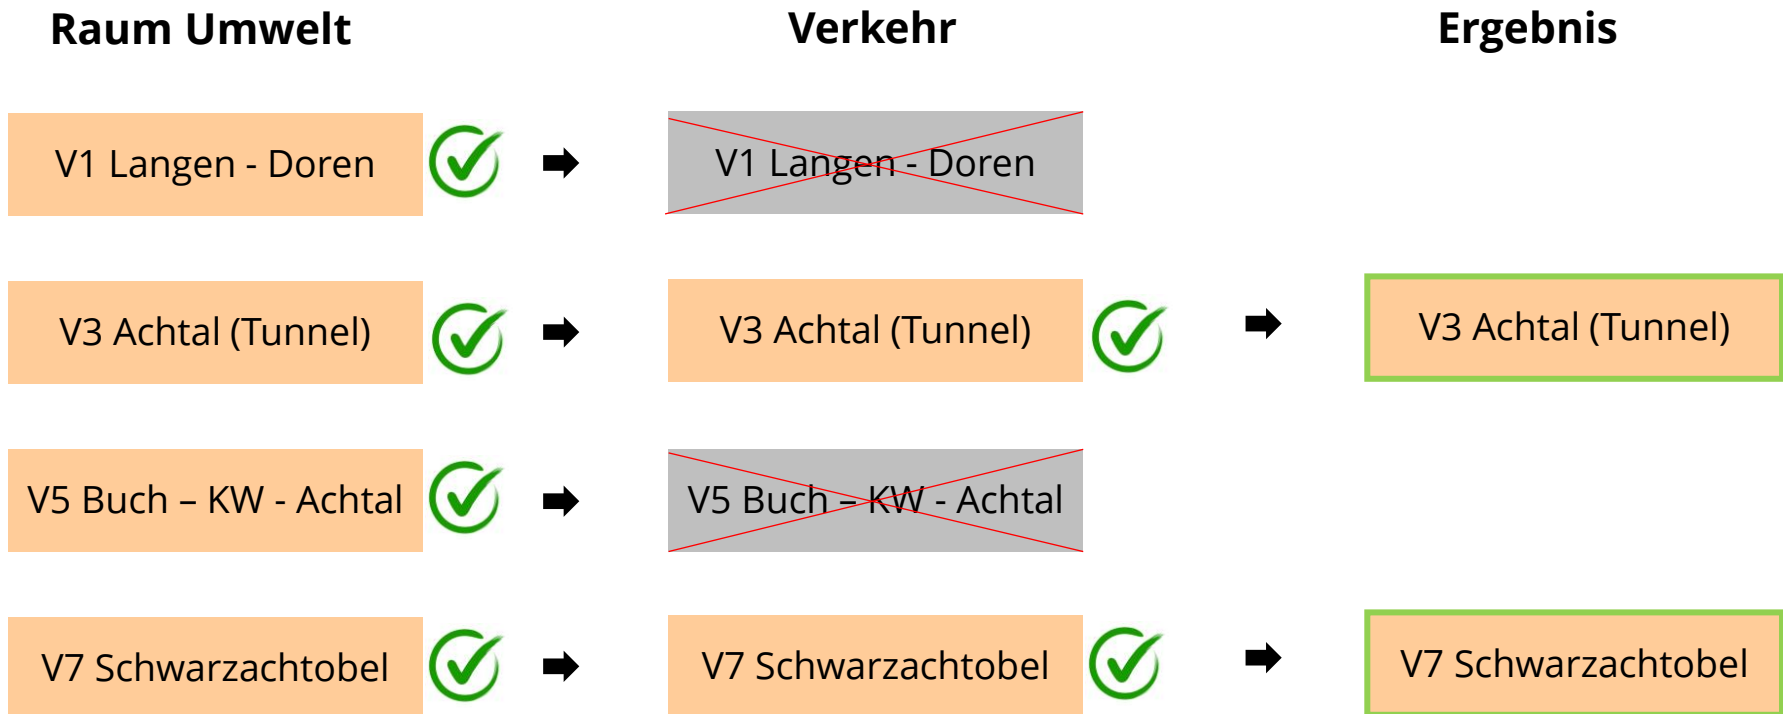 Raum Umwelt
Verkehr
Ergebnis
V1 Langen - Doren
V1 Langen - Doren
V3 Achtal (Tunnel)
V3 Achtal (Tunnel)
V3 Achtal (Tunnel)
V5 Buch – KW - Achtal
V5 Buch – KW - Achtal
V7 Schwarzachtobel
V7 Schwarzachtobel
V7 Schwarzachtobel